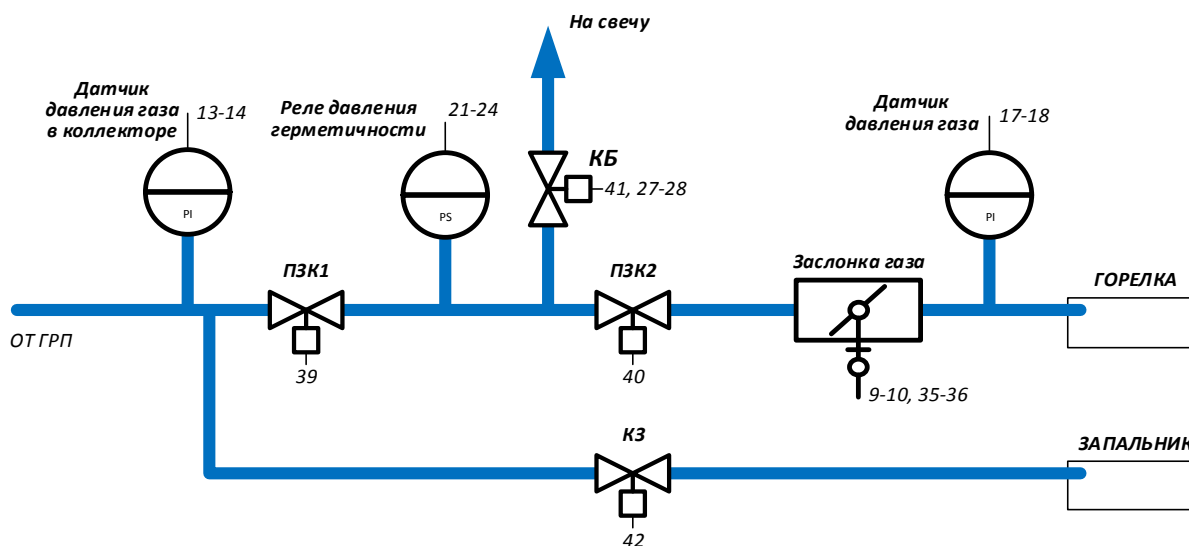 На свечу
Датчик
давления газа
в коллекторе
13-14
Реле давления
герметичности
21-24
КБ
41, 27-28
Датчик
давления газа
17-18
PI
PS
PI
ПЗК1
ПЗК2
Заслонка газа
ГОРЕЛКА
ОТ ГРП
39
40
9-10, 35-36
КЗ
ЗАПАЛЬНИК
42